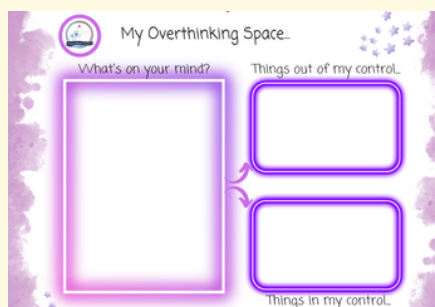 My Overthinking Space...
What's on your mind?
Things out of my control...
Things in my control...